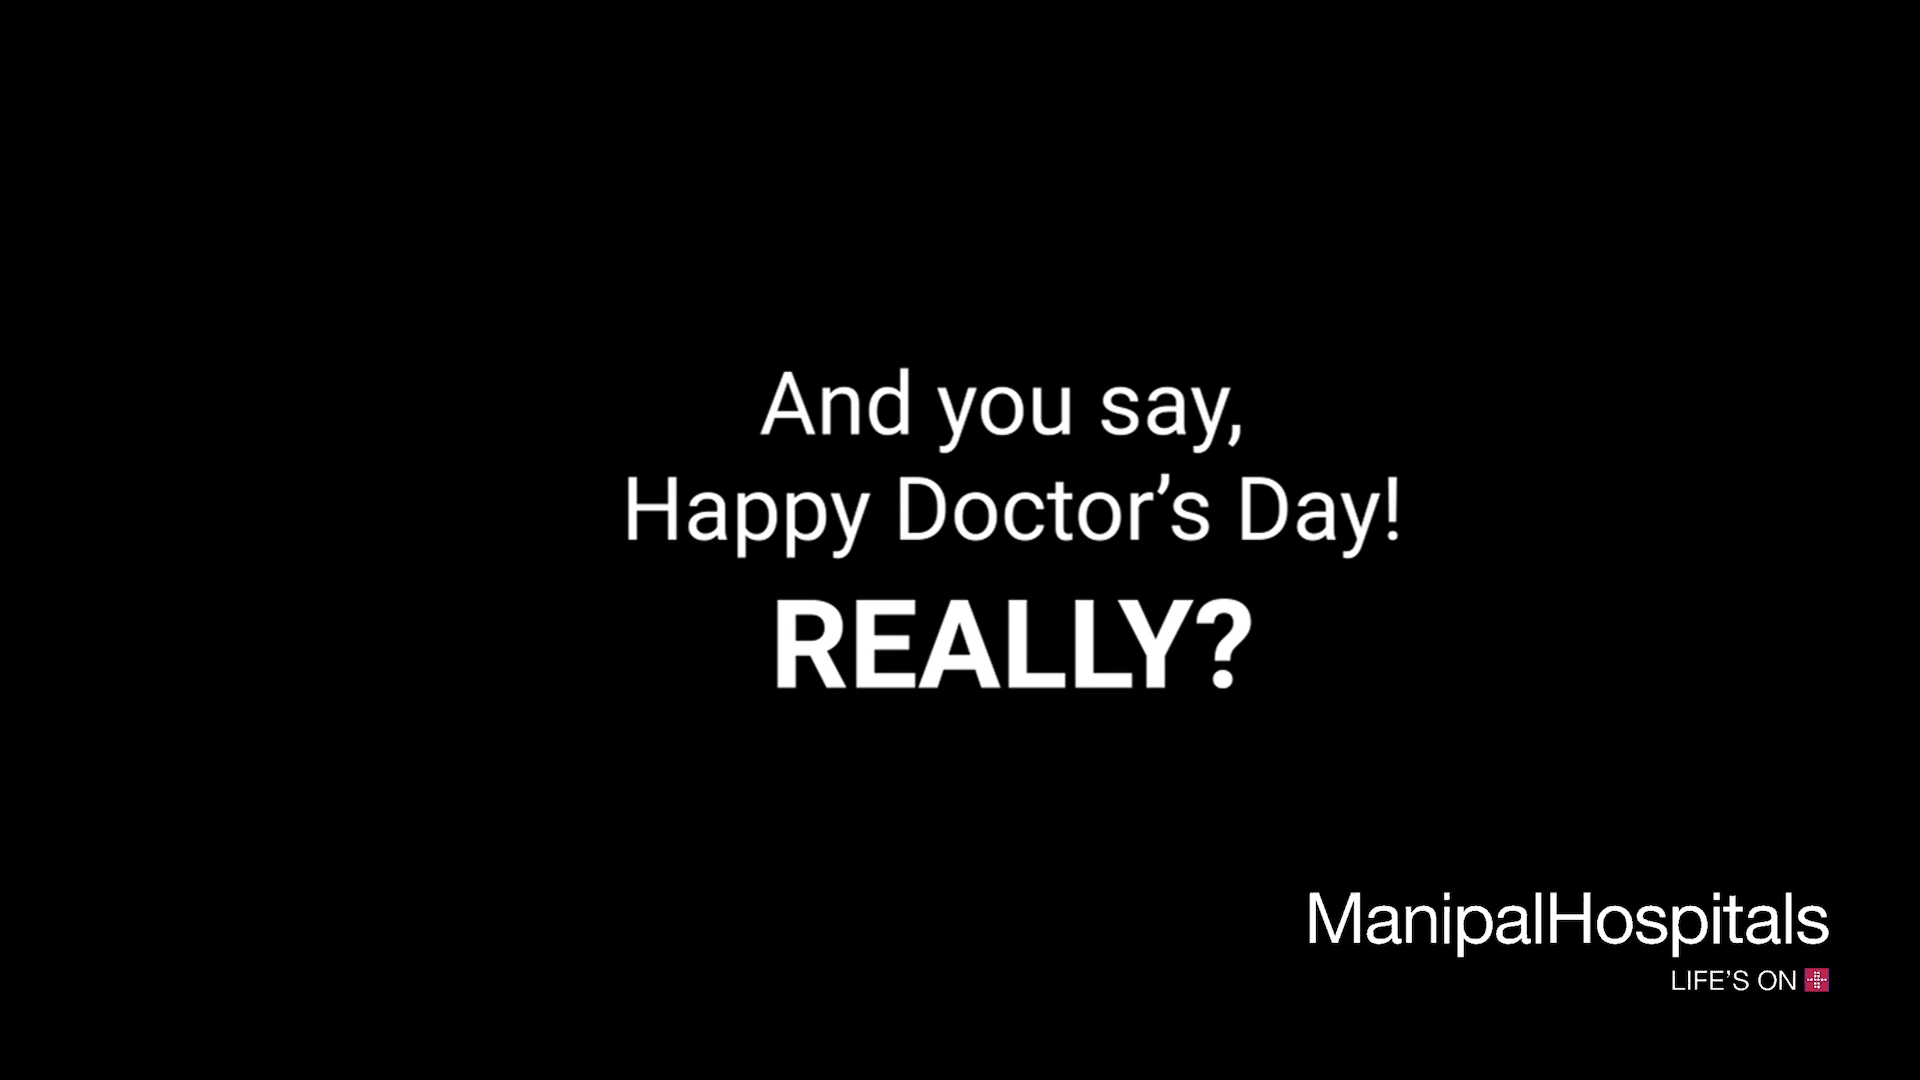 And you say,
Happy Doctor’s Day!
REALLY?
ManipalHospitals
LIFE’S ON